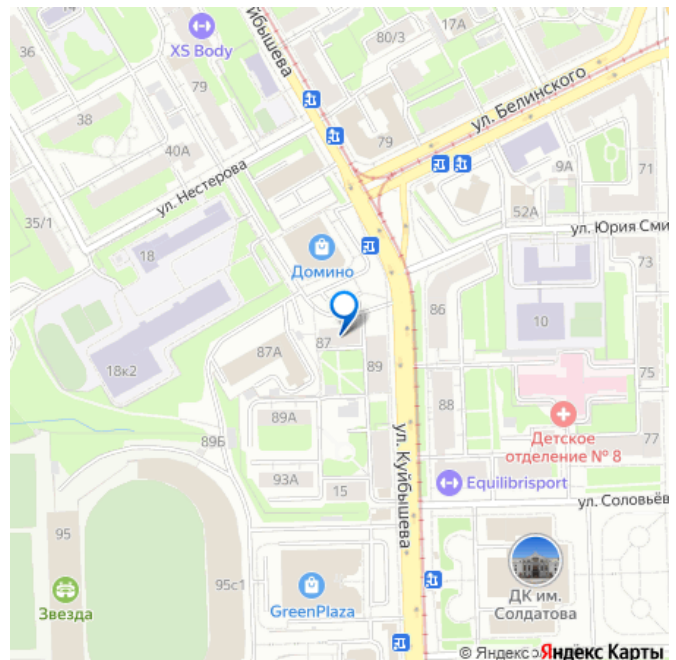 17А
80/3
36
XS Body
ул. Куйбышева
79
38
ул. Белинского
79
40А
9А
71
ул. Нестерова
35/1
52А
18
ул. Юрия Сми
Домино
73
86
10
87
18к2
87А
89
75
88
89А
Детское
отделение № 8
77
89Б
ул. Куйбышева
93А
15
Equilibrisport
ул. Соловьёв
95
95с1
ДК им.
Солдатова
Звезда
GreenPlaza
© Яндекс
Яндекс Карты